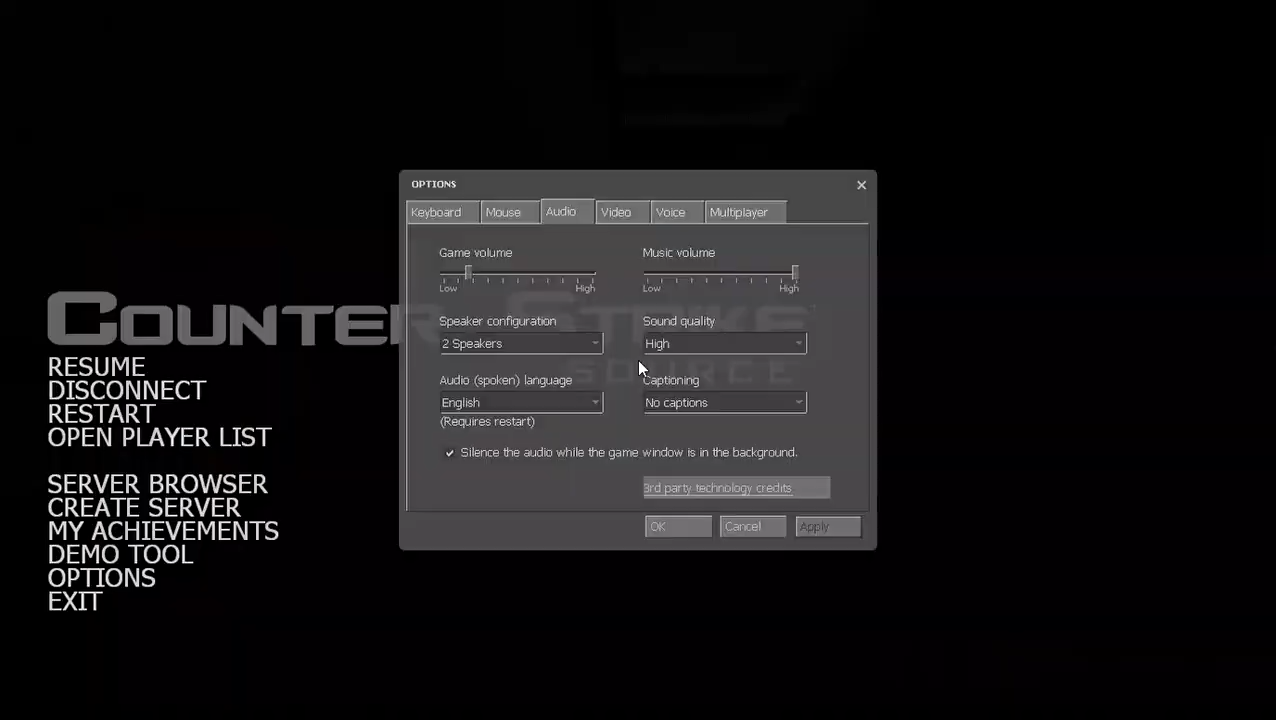 OPTIONS
Keyboard Mouse Audio Video Voice Multiplayer
Game volume Music volume
Low High Low High
COUNTER STRIKE
SOURCE
Speaker configuration Sound quality
2 Speakers High
Audio (spoken) language Captioning
English No captions
(Requires restart)
Silence the audio while the game window is in the background.
3rd party technology credits
OK Cancel Apply
RESUME
DISCONNECT
RESTART
OPEN PLAYER LIST
SERVER BROWSER
CREATE SERVER
MY ACHIEVEMENTS
DEMO TOOL
OPTIONS
EXIT